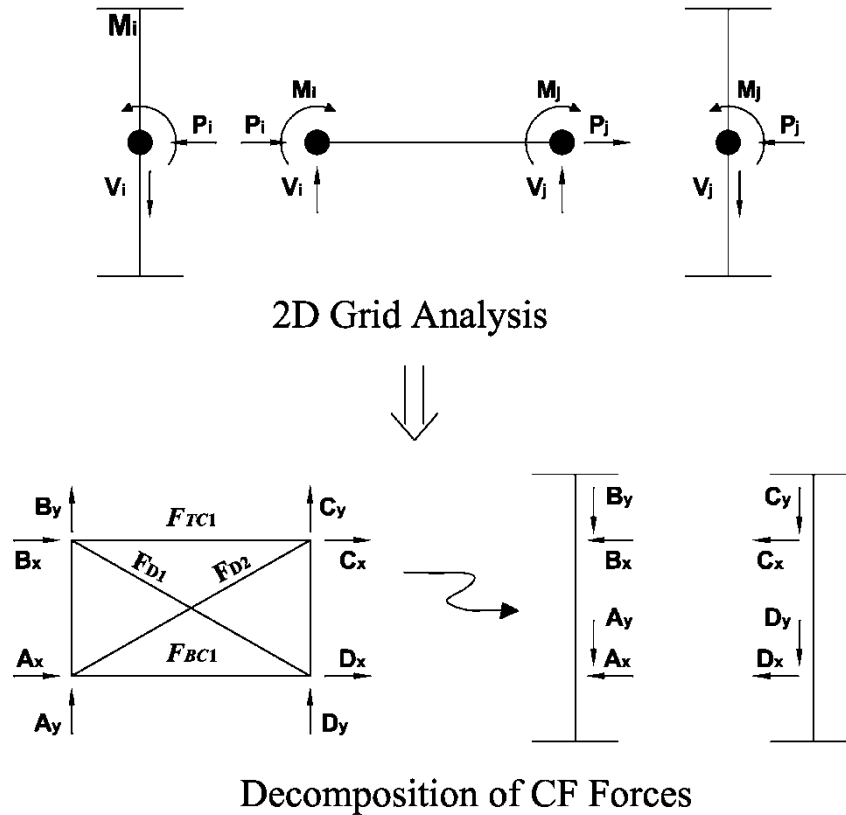 Mi
Mi Mj Mj
Pi Pi Pj Pj
Vi Vi Vj Vj
2D Grid Analysis
By Cy By Cy
FTC1
Bx FD1 FD2 Cx Bx Cx
Ay Dy
Ax FBC1 Dx Ax Dx
Ay Dy
Decomposition of CF Forces